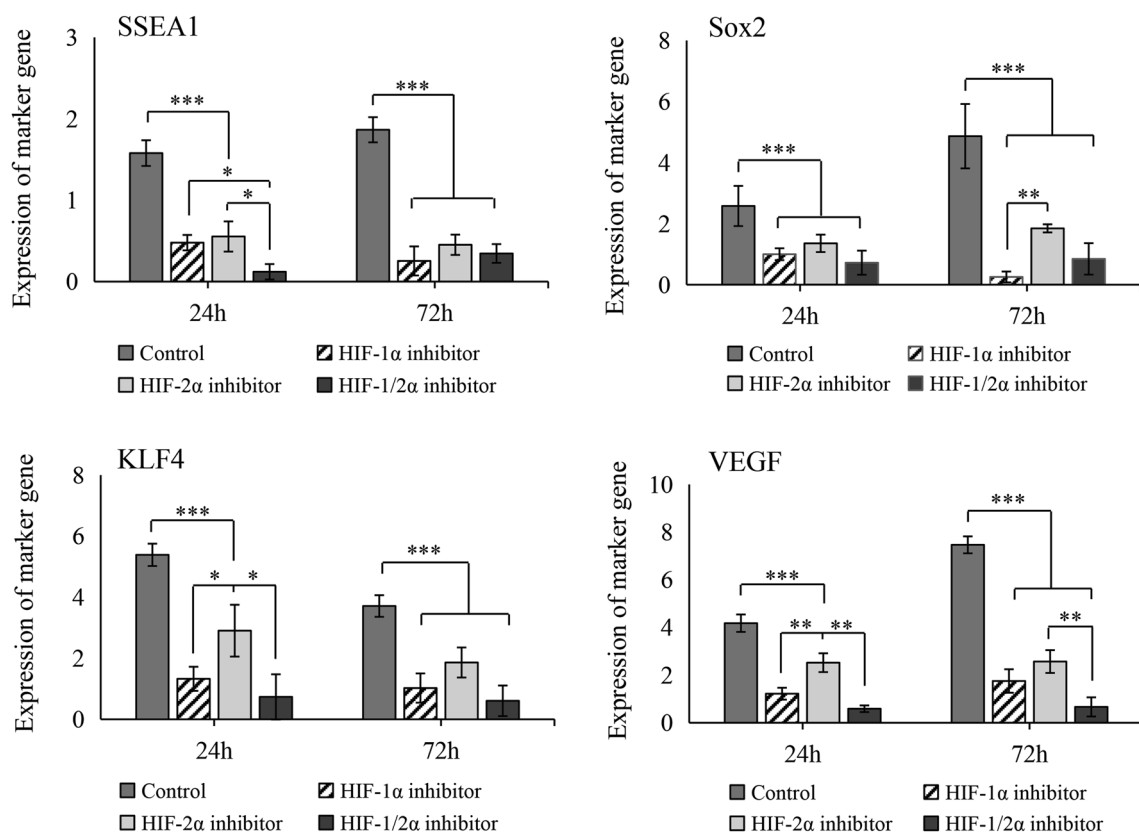 SSEA1
Expression of marker gene
3
2
1
0
***
*
*
***
24h
72h
Control
HIF-1α inhibitor
HIF-2α inhibitor
HIF-1/2α inhibitor
Sox2
Expression of marker gene
8
6
4
2
0
***
***
**
24h
72h
Control
HIF-1α inhibitor
HIF-2α inhibitor
HIF-1/2α inhibitor
KLF4
Expression of marker gene
8
6
4
2
0
***
*
*
***
24h
72h
Control
HIF-1α inhibitor
HIF-2α inhibitor
HIF-1/2α inhibitor
VEGF
Expression of marker gene
10
8
6
4
2
0
***
**
**
***
**
24h
72h
Control
HIF-1α inhibitor
HIF-2α inhibitor
HIF-1/2α inhibitor